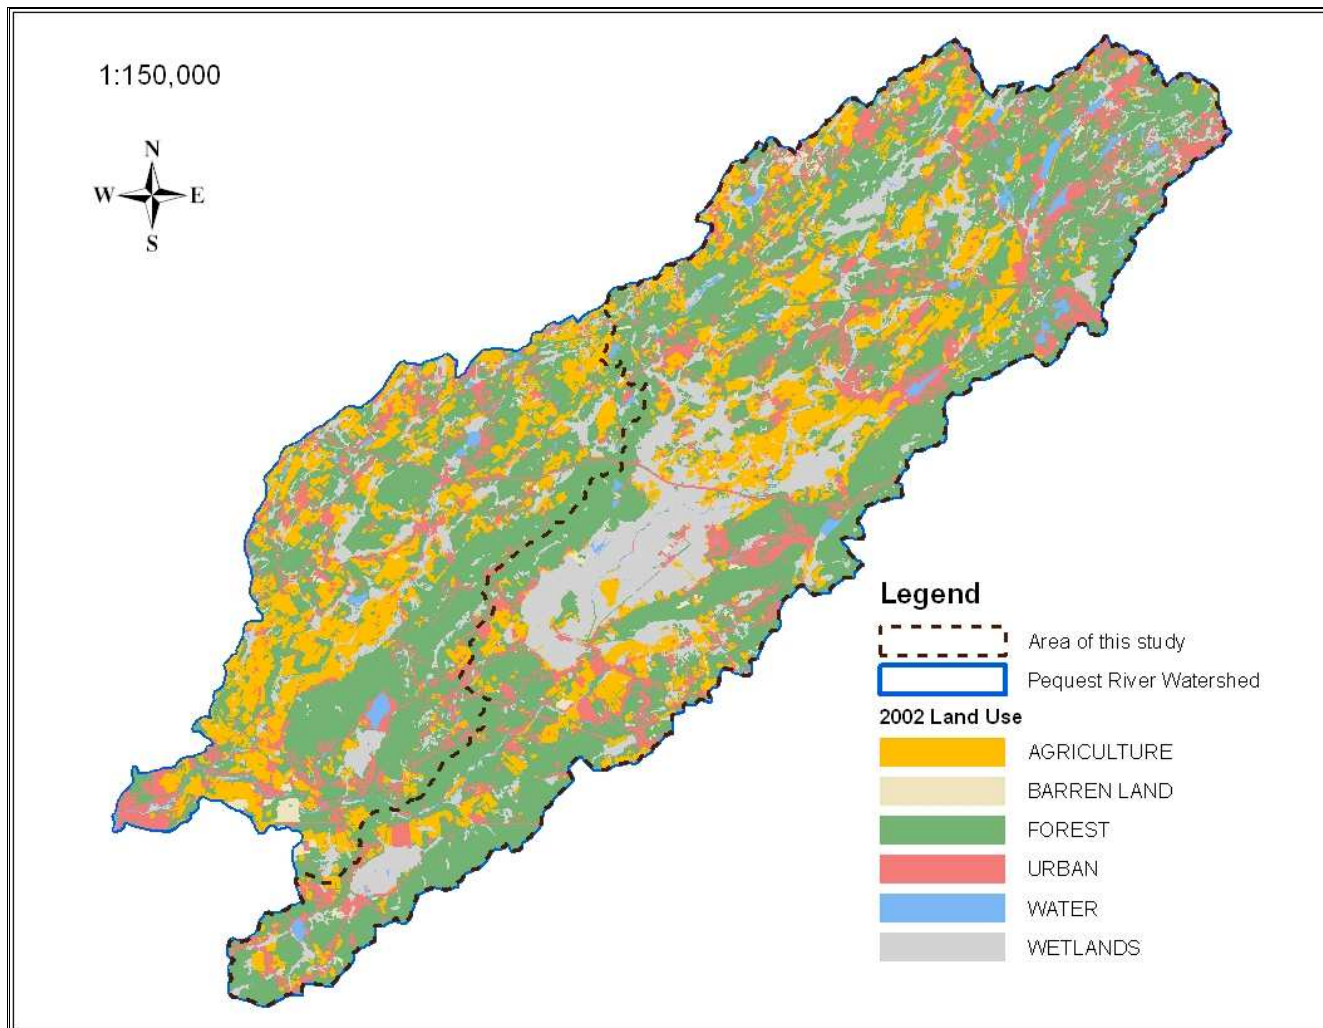 1:150,000
N
W E
S
Legend
Area of this study
Pequest River Watershed
2002 Land Use
AGRICULTURE
BARREN LAND
FOREST
URBAN
WATER
WETLANDS